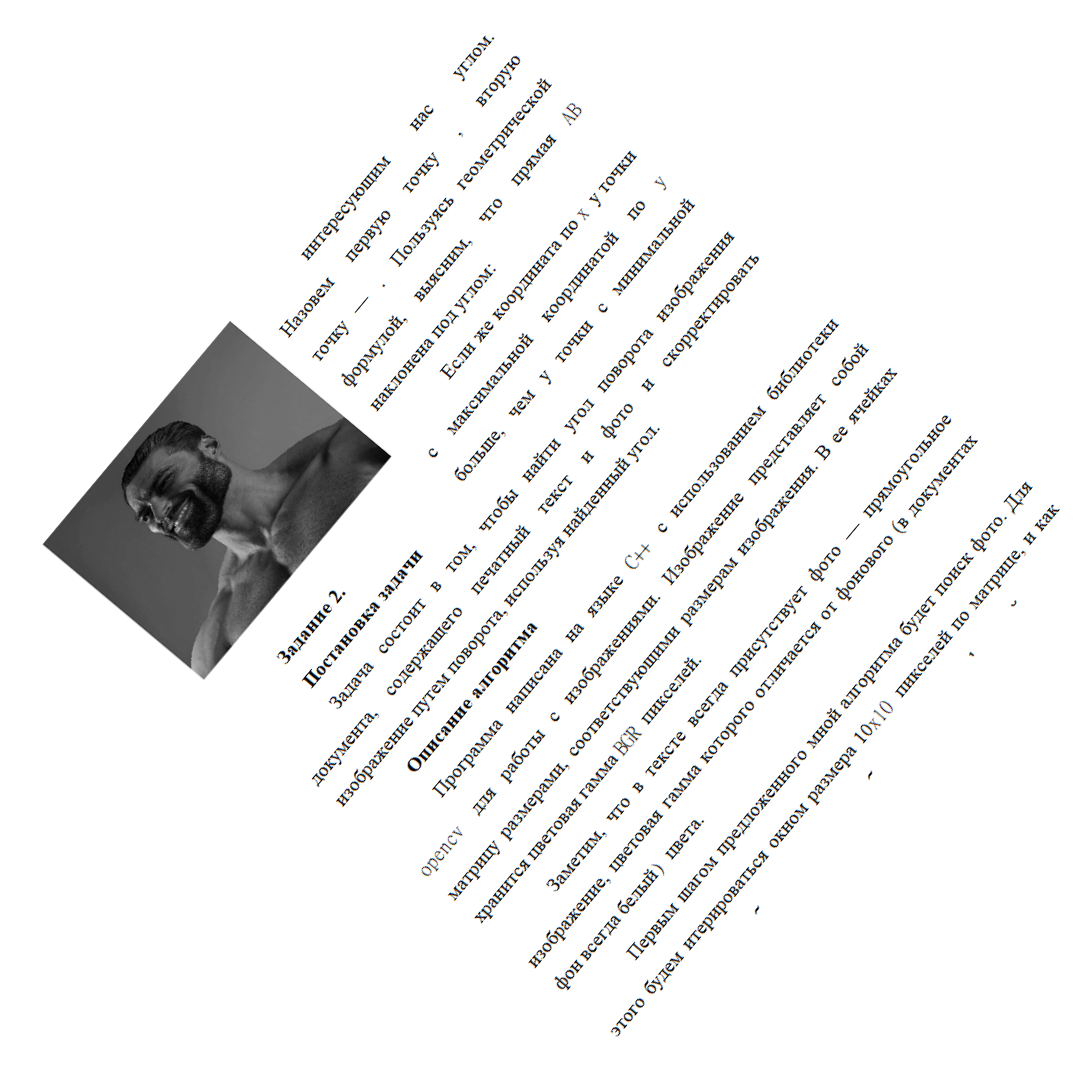 интересующим нас углом.
Назовем первую точку , вторую
точку — . Пользуясь геометрической
формулой, выясним, что прямая AB
наклонена под углом:
Если же координата по x у точки
с максимальной координатой по y
больше, чем у точки с минимальной
Задание 2.
Постановка задачи
Задача состоит в том, чтобы найти угол поворота изображения
документа, содержащего печатный текст и фото и скорректировать
изображение путем поворота, используя найденный угол.
Описание алгоритма
Программа написана на языке C++ с использованием библиотеки
opencv для работы с изображениями. Изображение представляет собой
матрицу размерами, соответствующими размерам изображения. В ее ячейках
хранится цветовая гамма BGR пикселей.
Заметим, что в тексте всегда присутствует фото — прямоугольное
изображение, цветовая гамма которого отличается от фонового (в документах
фон всегда белый) цвета.
Первым шагом предложенного мной алгоритма будет поиск фото. Для
этого будем итерироваться окном размера 10x10 пикселей по матрице, и как